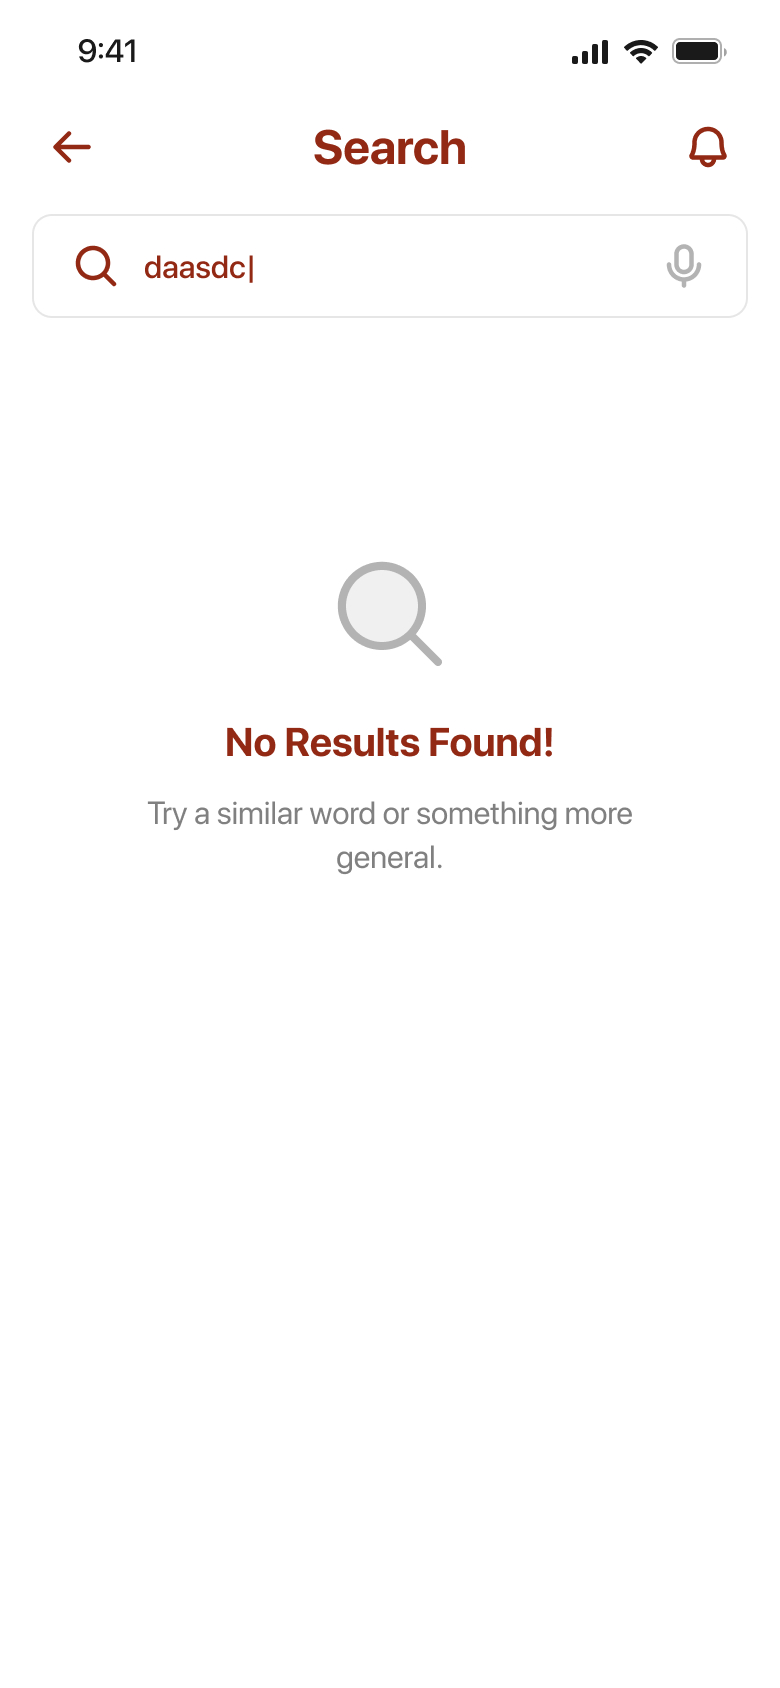 9:41
Search
daasdc
No Results Found!
Try a similar word or something more
general.